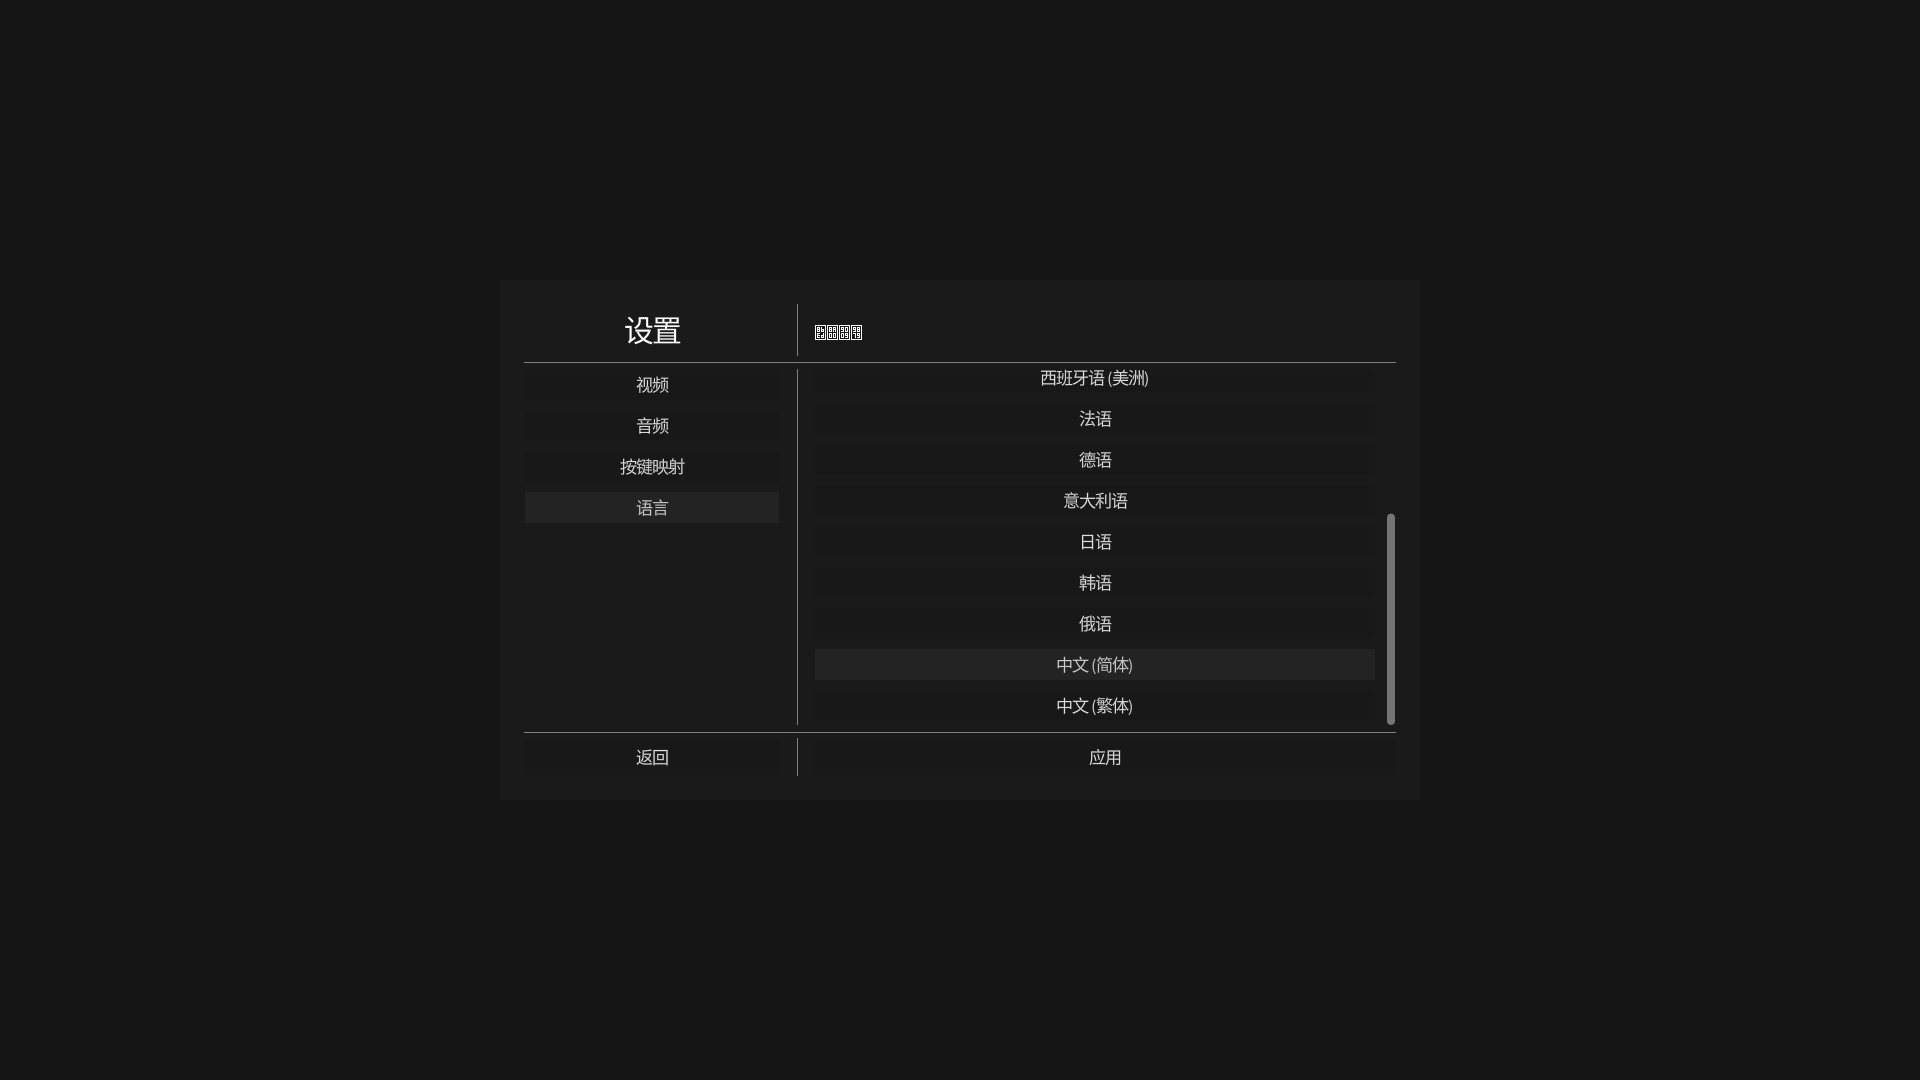 设置
视频
音频
按键映射
语言
西班牙语 (美洲)
法语
德语
意大利语
日语
韩语
俄语
中文 (简体)
中文 (繁体)
返回
应用